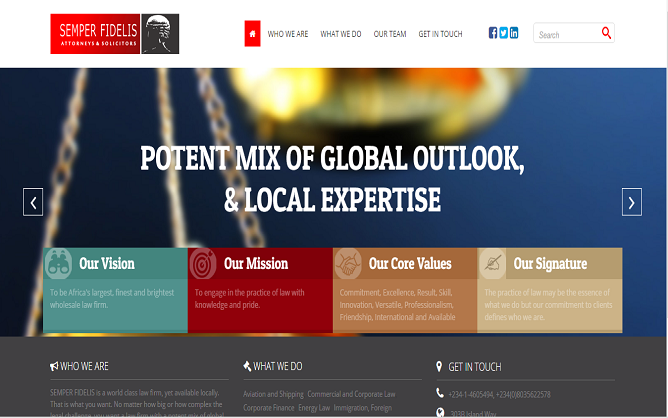 SEMPER FIDELIS
ATTORNEYS & SOLICITORS
WHO WE ARE WHAT WE DO OUR TEAM GET IN TOUCH
Search
POTENT MIX OF GLOBAL OUTLOOK,
& LOCAL EXPERTISE
Our Vision
To be Africa's largest, finest and brightest
wholesale law firm.
Our Mission
To engage in the practice of law with
knowledge and pride.
Our Core Values
Commitment, Excellence, Result, Skill,
Innovation, Versatile, Professionalism,
Friendship, International and Available
Our Signature
The practice of law may be the essence of
what we do but our commitment to clients
defines who we are.
WHO WE ARE
SEMPER FIDELIS is a world class law firm, yet available locally.
That is what you want. No matter how big or how complex the
legal challenge, you want a law firm with a potent mix of global
WHAT WE DO
Aviation and Shipping Commercial and Corporate Law
Corporate Finance Energy Law Immigration, Foreign
GET IN TOUCH
+234-1-4605494, +234(0)8035622578
303B Island Way